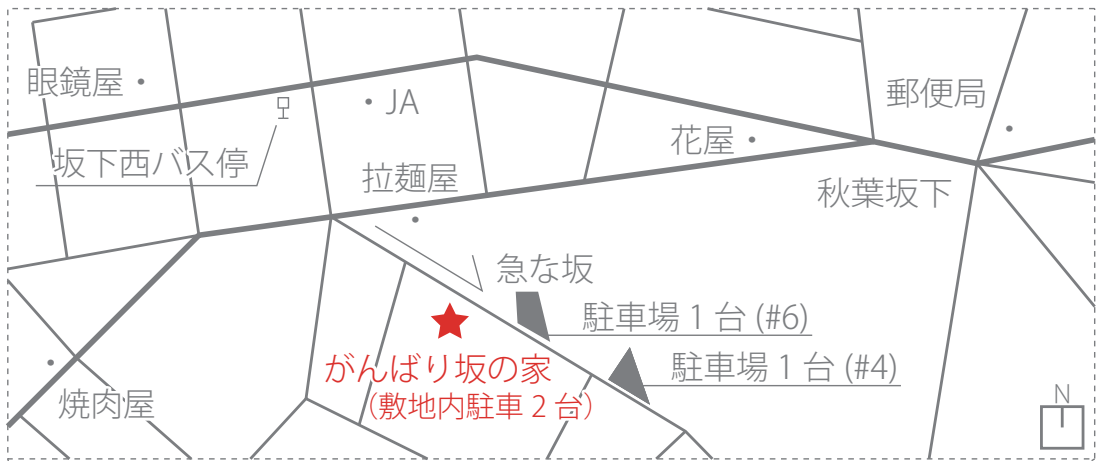 眼鏡屋
JA
郵便局
花屋
坂下西バス停
拉麺屋
秋葉坂下
急な坂
駐車場 1 台 (#6)
がんばり坂の家
駐車場 1 台 (#4)
(敷地内駐車 2 台)
焼肉屋
N